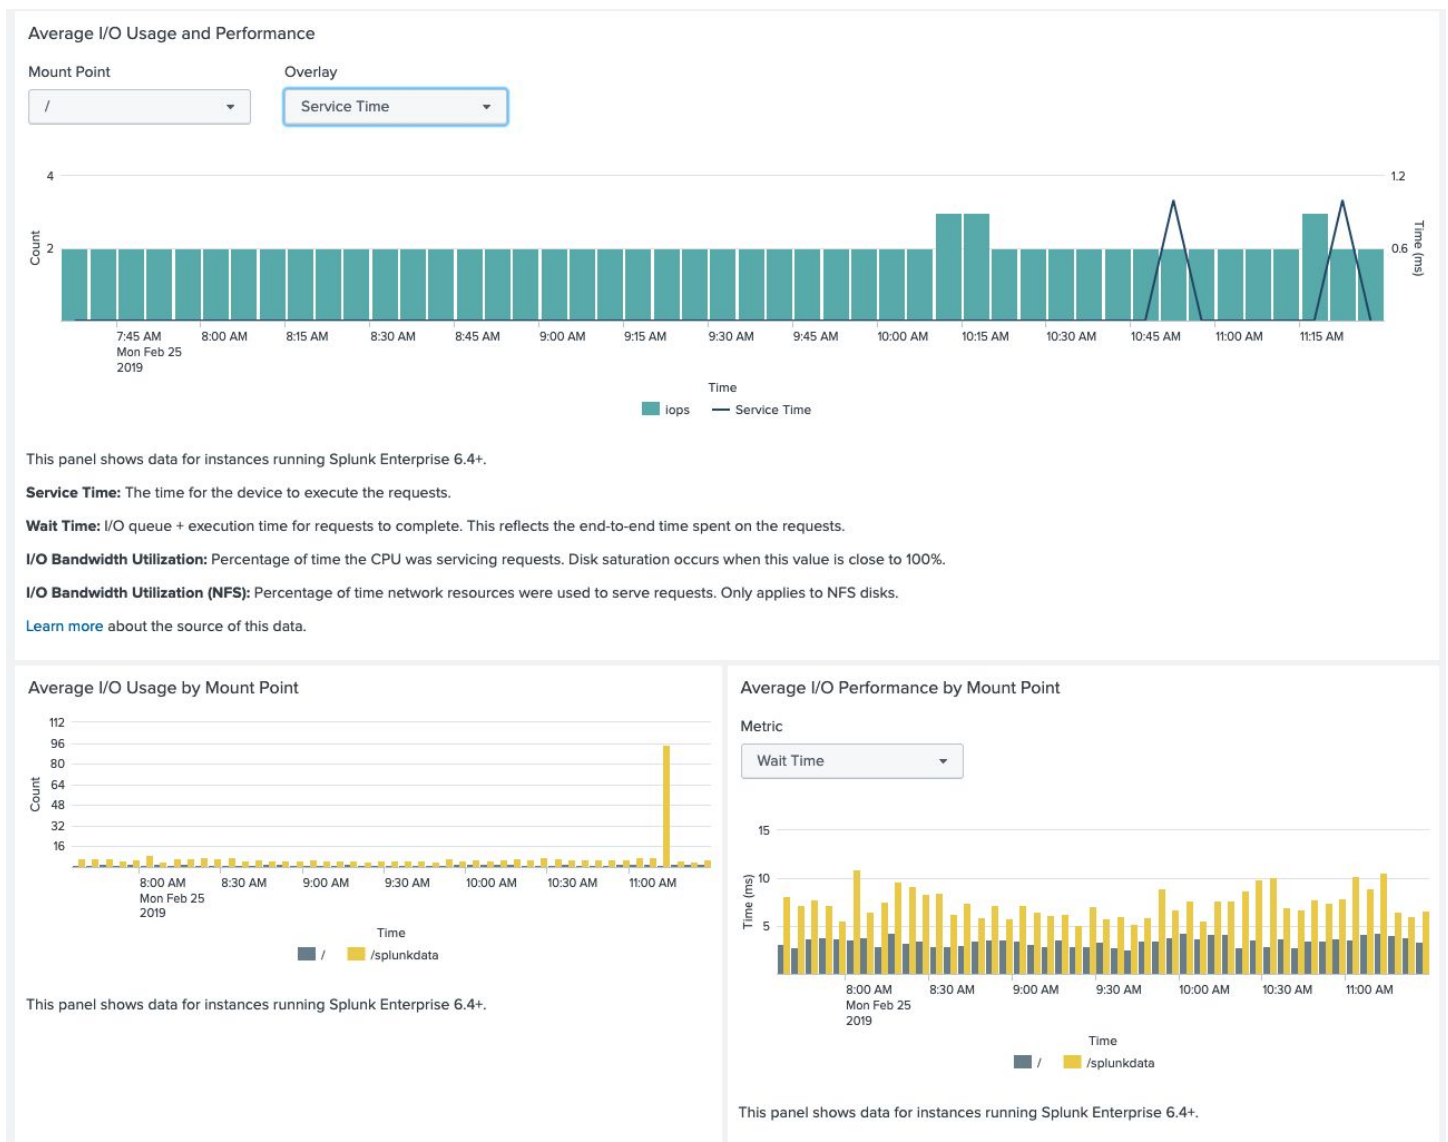 Average I/O Usage and Performance
Mount Point
Overlay
/
Service Time
4
2
Count
1.2
0.6
Time (ms)
7:45 AM
Mon Feb 25
2019
8:00 AM
8:15 AM
8:30 AM
8:45 AM
9:00 AM
9:15 AM
9:30 AM
9:45 AM
10:00 AM
10:15 AM
10:30 AM
10:45 AM
11:00 AM
11:15 AM
Time
iops
Service Time
This panel shows data for instances running Splunk Enterprise 6.4+.
Service Time: The time for the device to execute the requests.
Wait Time: I/O queue + execution time for requests to complete. This reflects the end-to-end time spent on the requests.
I/O Bandwidth Utilization: Percentage of time the CPU was servicing requests. Disk saturation occurs when this value is close to 100%.
I/O Bandwidth Utilization (NFS): Percentage of time network resources were used to serve requests. Only applies to NFS disks.
Learn more about the source of this data.
Average I/O Usage by Mount Point
112
96
80
64
48
32
16
Count
8:00 AM
Mon Feb 25
2019
8:30 AM
9:00 AM
9:30 AM
10:00 AM
10:30 AM
11:00 AM
Time
/
/splunkdata
This panel shows data for instances running Splunk Enterprise 6.4+.
Average I/O Performance by Mount Point
Metric
Wait Time
15
10
5
Time (ms)
8:00 AM
Mon Feb 25
2019
8:30 AM
9:00 AM
9:30 AM
10:00 AM
10:30 AM
11:00 AM
Time
/
/splunkdata
This panel shows data for instances running Splunk Enterprise 6.4+.